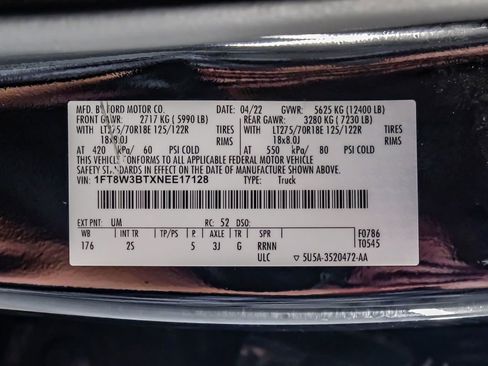 MFD. BY FORD MOTOR CO. 04/22 GVWR: 5625 KG (12400 LB)
FRONT GAWR: 2717 KG ( 5990 LB) REAR GAWR: 3280 KG ( 7230 LB)
WITH LT275/70R18E 125/122R TIRES WITH LT275/70R18E 125/122R TIRES
18x8.0J RIMS 18x8.0J RIMS
AT 420 kPa/ 60 PSI COLD AT 550 kPa/ 80 PSI COLD
THIS VEHICLE CONFORMS TO ALL APPLICABLE FEDERAL MOTOR VEHICLE
SAFETY STANDARDS IN EFFECT ON THE DATE OF MANUFACTURE SHOWN ABOVE.
VIN: 1FT8W3BTXNEE17128 TYPE: Truck
EXT PNT: UM RC: 52 DSO:
WB INT TR TP/PS R AXLE TR SPR F0786
176 2S 5 3J G RRNN T0545
ULC ▽ 5USA-3520472-AA